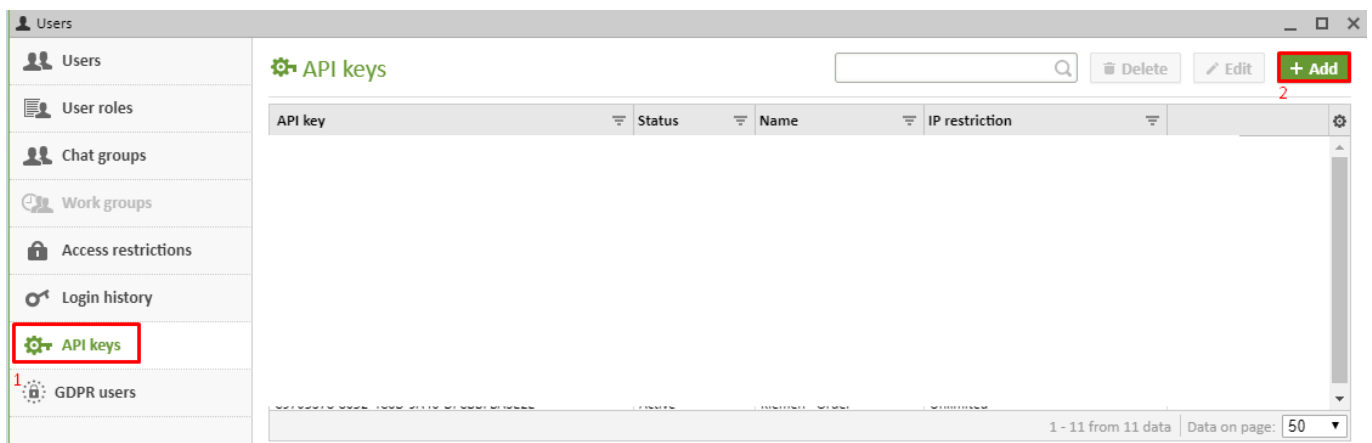 Users
Users
User roles
Chat groups
Work groups
Access restrictions
Login history
API keys
1
GDPR users
API keys
Delete
Edit
+ Add
2
API key Status Name IP restriction
1 - 11 from 11 data Data on page: 50